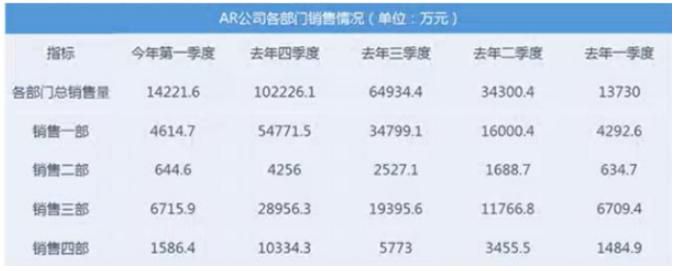 AR公司各部门销售情况（单位：万元）
指标 今年第一季度 去年四季度 去年三季度 去年二季度 去年一季度
各部门总销售量 14221.6 102226.1 64934.4 34300.4 13730
销售一部 4614.7 54771.5 34799.1 16000.4 4292.6
销售二部 644.6 4256 2527.1 1688.7 634.7
销售三部 6715.9 28956.3 19395.6 11766.8 6709.4
销售四部 1586.4 10334.3 5773 3455.5 1484.9